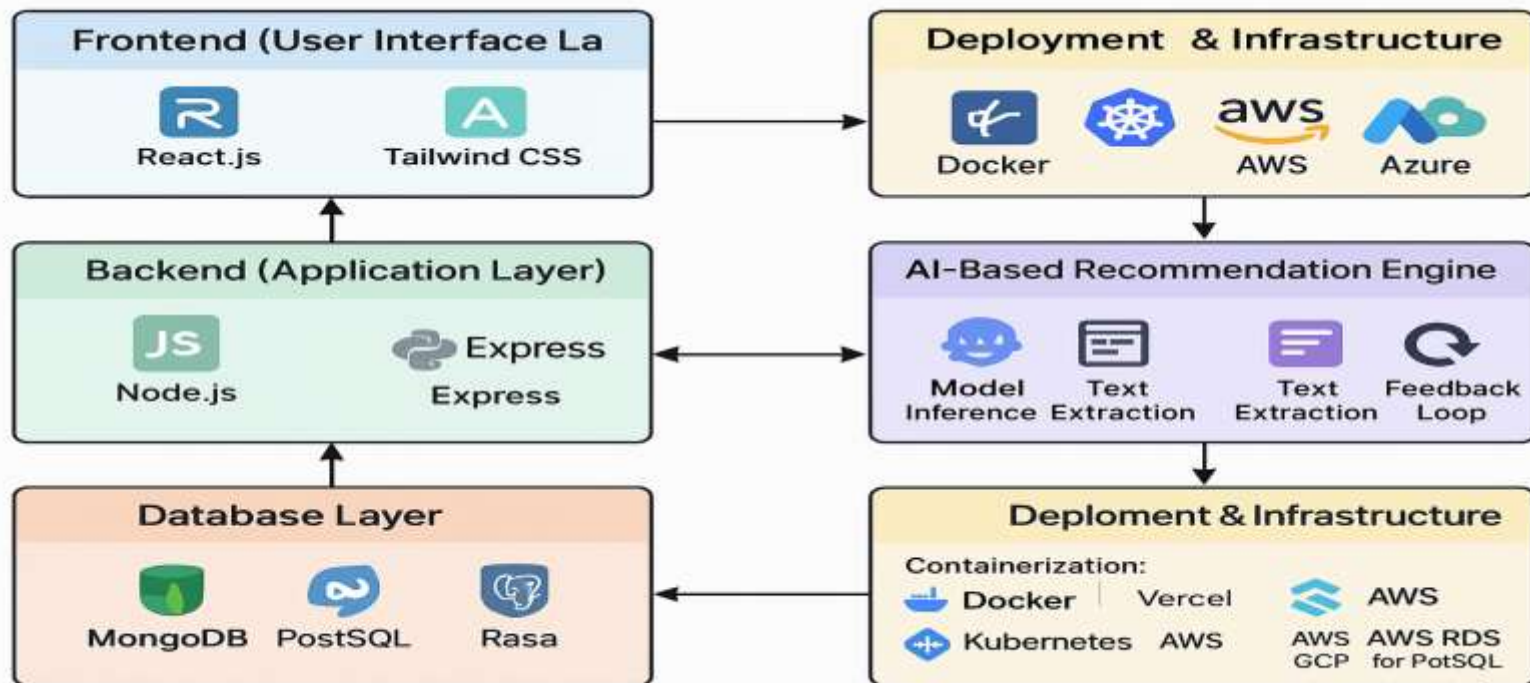 Frontend (User Interface La
React.js
Tailwind CSS
Deployment & Infrastructure
aws
Docker
AWS
Azure
Backend (Application Layer)
JS
Express
Node.js
Express
AI-Based Recommendation Engine
Model Inference
Text Extraction
Text Extraction
Feedback Loop
Database Layer
MongoDB
PostSQL
Rasa
Deploment & Infrastructure
Containerization:
Docker
Vercel
AWS
Kubernetes
AWS
AWS GCP
AWS RDS for PotSQL